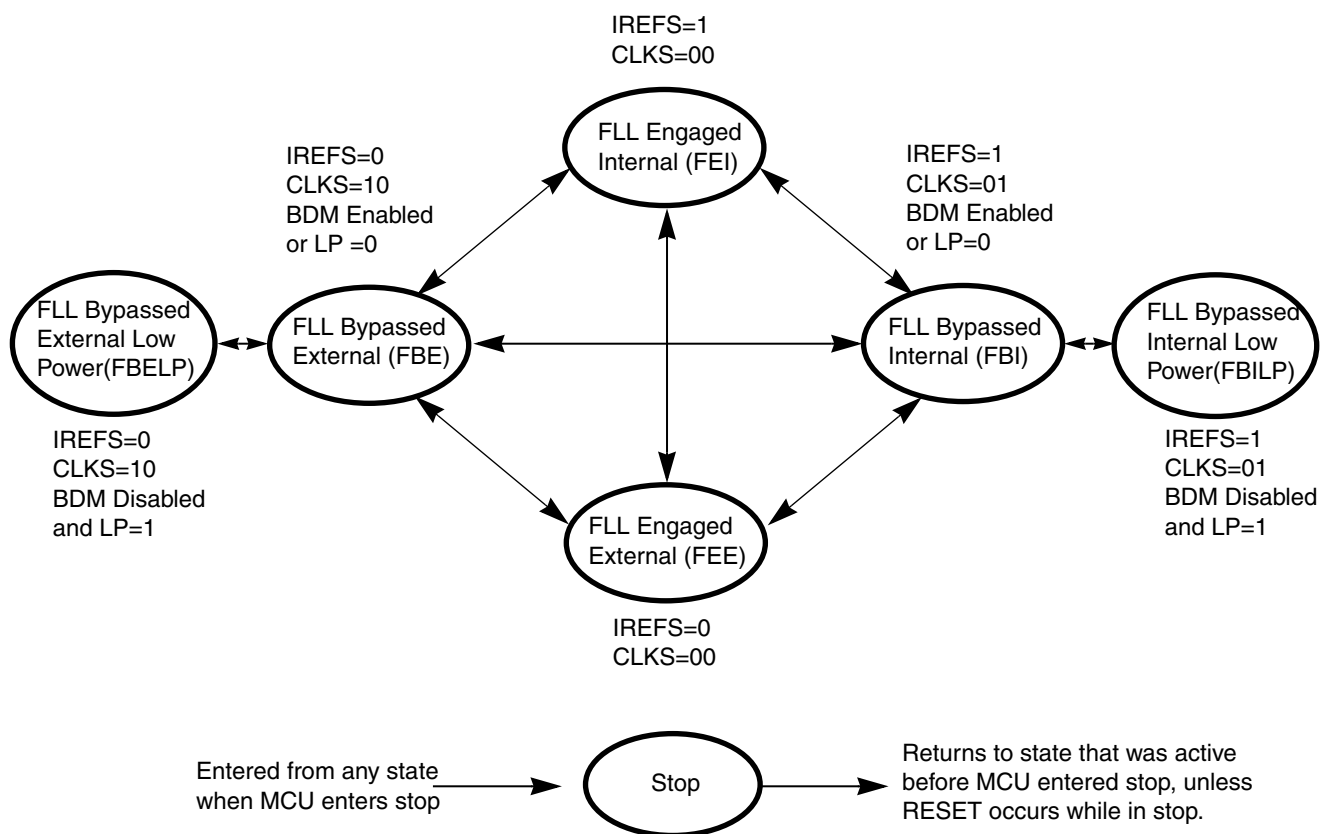 IREFS=1
CLKS=00
FLL Engaged
Internal (FEI)
IREFS=0
CLKS=10
BDM Enabled
or LP =0
IREFS=1
CLKS=01
BDM Enabled
or LP=0
FLL Bypassed
External Low
Power(FBELP)
FLL Bypassed
External (FBE)
FLL Bypassed
Internal (FBI)
FLL Bypassed
Internal Low
Power(FBILP)
IREFS=0
CLKS=10
BDM Disabled
and LP=1
IREFS=1
CLKS=01
BDM Disabled
and LP=1
FLL Engaged
External (FEE)
IREFS=0
CLKS=00
Entered from any state
when MCU enters stop
Stop
Returns to state that was active
before MCU entered stop, unless
RESET occurs while in stop.